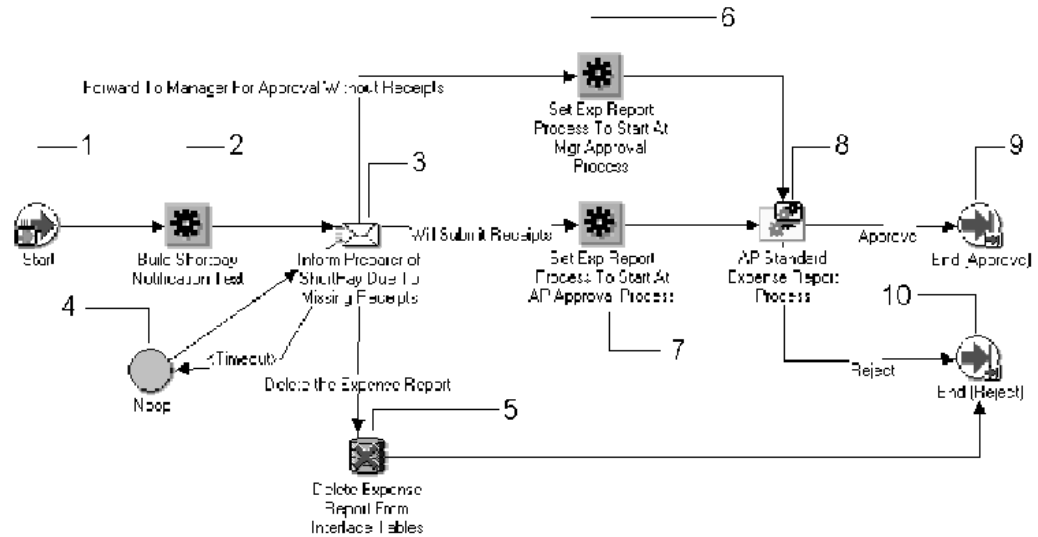 6
Forward To Manager For Approval Without Receipts
Set Exp Report
Process To Start At
Mgr Approval
Process
1
2
3
8
9
Start
Build Shortpay
Notification Text
Inform Preparer of
ShortPay Due To
Missing Receipts
Will Submit Receipts
Set Exp Report
Process To Start At
AP Approval Process
AP Standard
Expense Report
Process
Approve
End (Approve)
4
<Timeout>
Noop
7
10
Reject
End (Reject)
Delete the Expense Report
5
Delete Expense
Report From
Interface Tables